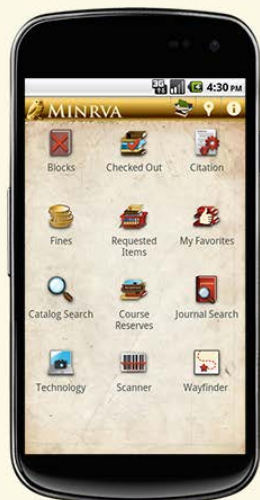 3G
4:30 PM
MINRVA
Blocks
Checked Out
Citation
Fines
Requested
Items
My Favorites
Catalog Search
Course
Reserves
Journal Search
Technology
Scanner
Wayfinder